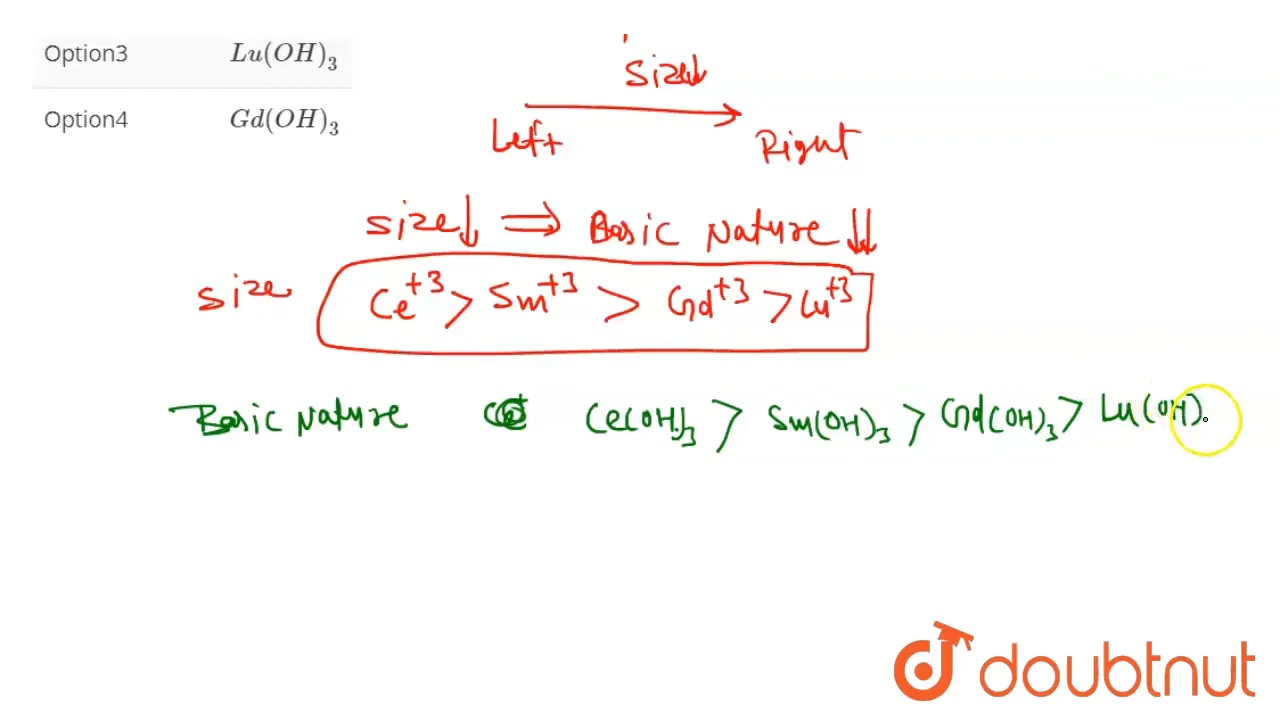 Option3 Lu(OH)₃
Option4 Gd(OH)₃
Size↓
Left
Right
Size↓ ⇒ Basic Nature ↓↓
Size Ce⁺³ > Sm⁺³ > Gd⁺³ > Lu⁺³
Basic Nature Ce(OH)₃ > Sm(OH)₃ > Gd(OH)₃ > Lu(OH)
doubtnut